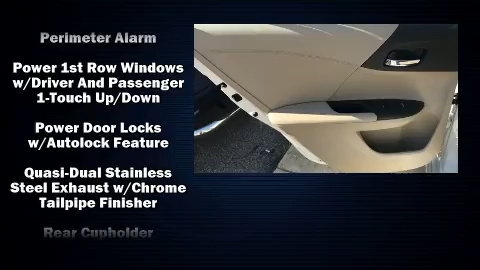 Perimeter Alarm
Power 1st Row Windows
w/Driver And Passenger
1-Touch Up/Down
Power Door Locks
w/Autolock Feature
Quasi-Dual Stainless
Steel Exhaust w/Chrome
Tailpipe Finisher
Rear Cupholder